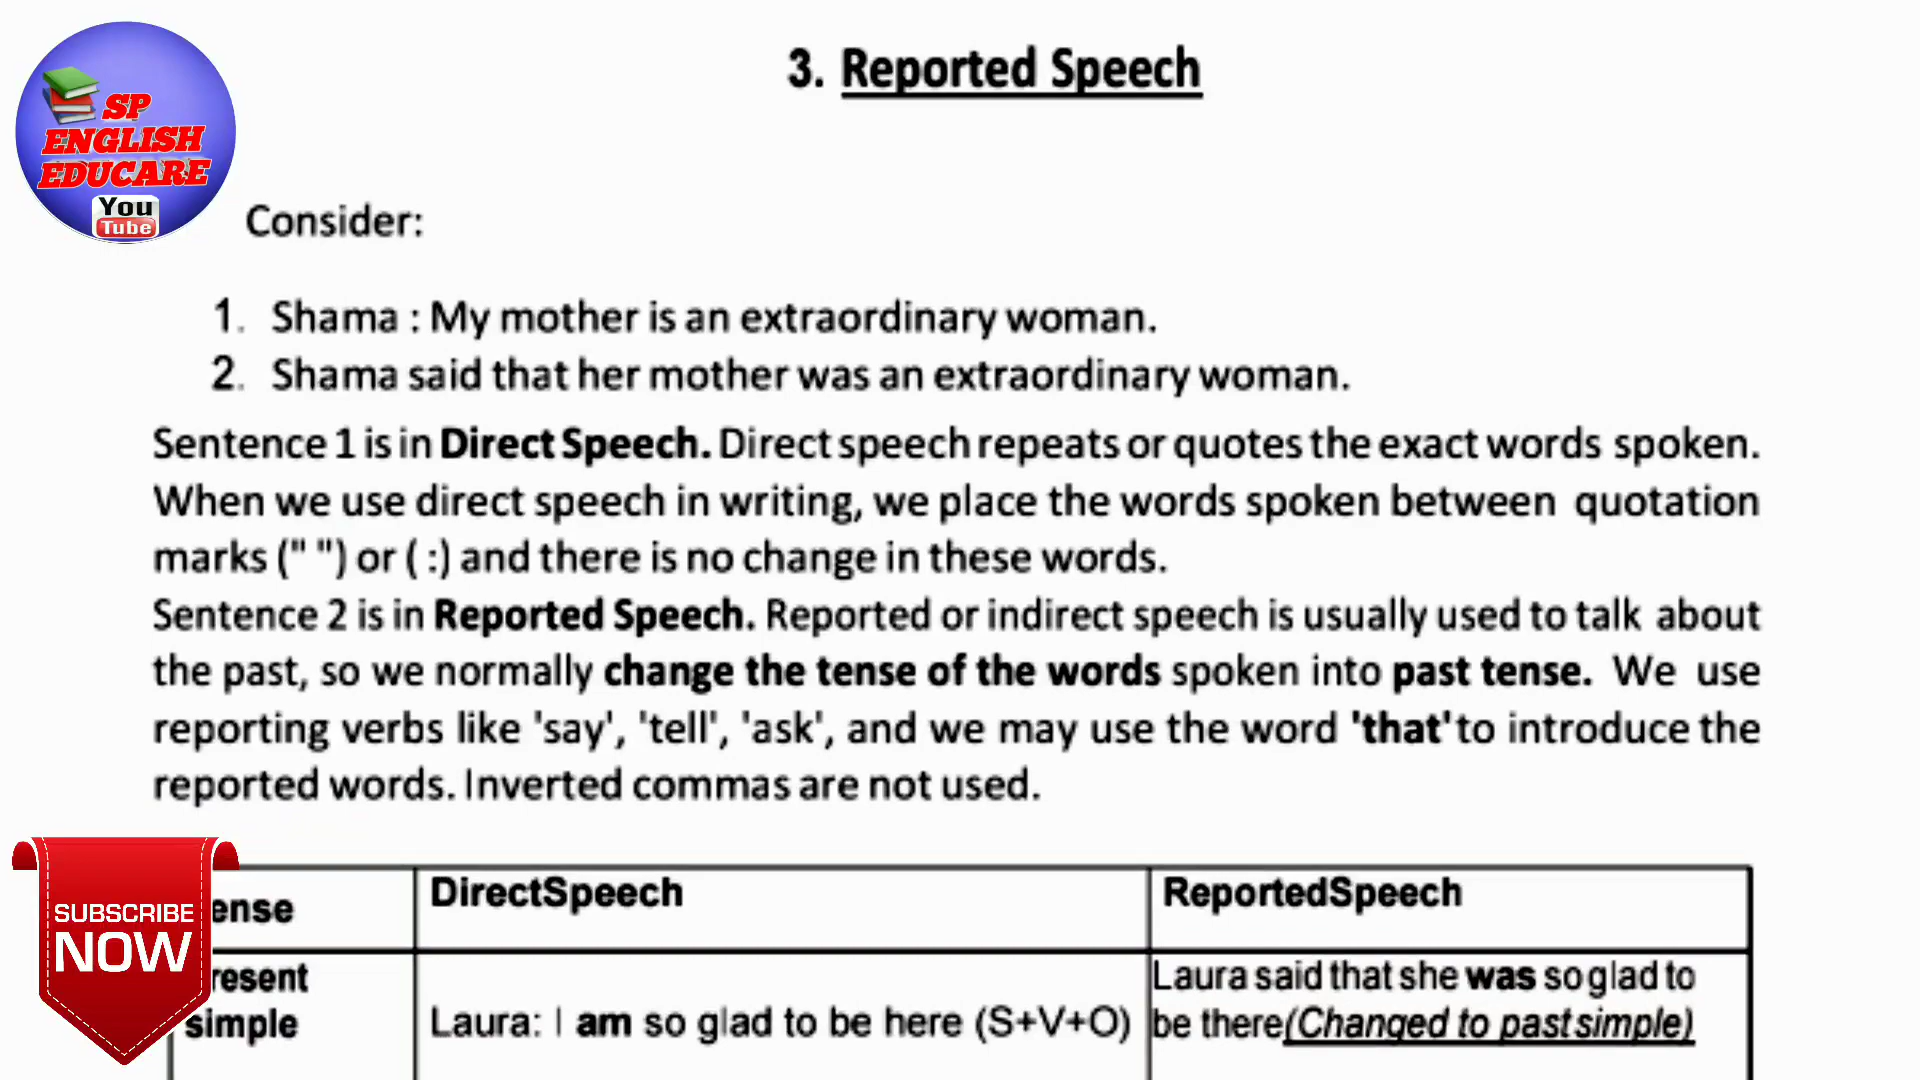 3. Reported Speech
SP
ENGLISH
EDUCARE
You
Tube
Consider:
1. Shama : My mother is an extraordinary woman.
2. Shama said that her mother was an extraordinary woman.
Sentence 1 is in Direct Speech. Direct speech repeats or quotes the exact words spoken.
When we use direct speech in writing, we place the words spoken between quotation
marks (" ") or ( :) and there is no change in these words.
Sentence 2 is in Reported Speech. Reported or indirect speech is usually used to talk about
the past, so we normally change the tense of the words spoken into past tense. We use
reporting verbs like 'say', 'tell', 'ask', and we may use the word 'that' to introduce the
reported words. Inverted commas are not used.
SUBSCRIBE
NOW
ense DirectSpeech ReportedSpeech
resent Laura said that she was so glad to
simple Laura: I am so glad to be here (S+V+O) be there(Changed to past simple)